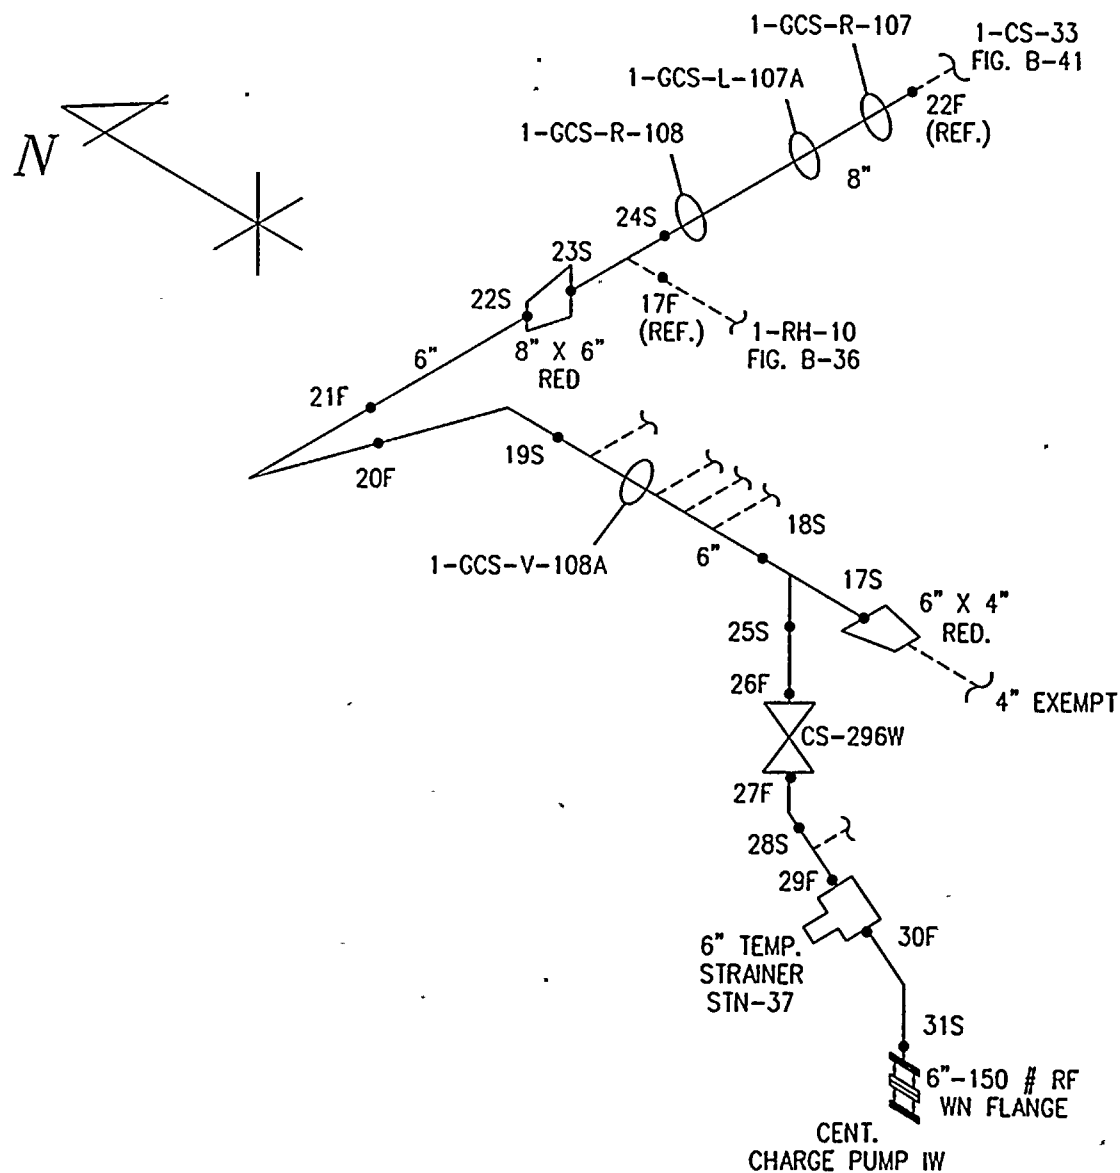 1-GCS-R-107
1-CS-33
FIG. B-41
1-GCS-L-107A
22F
(REF.)
1-GCS-R-108
8"
N
24S
23S
22S
17F
(REF.)
1-RH-10
FIG. B-36
6"
8" X 6"
RED
21F
20F
19S
18S
1-GCS-V-108A
6"
17S
6" X 4"
RED.
25S
26F
4" EXEMPT
CS-296W
27F
28S
29F
30F
6" TEMP.
STRAINER
STN-37
31S
6"-150 # RF
WN FLANGE
CENT.
CHARGE PUMP IW